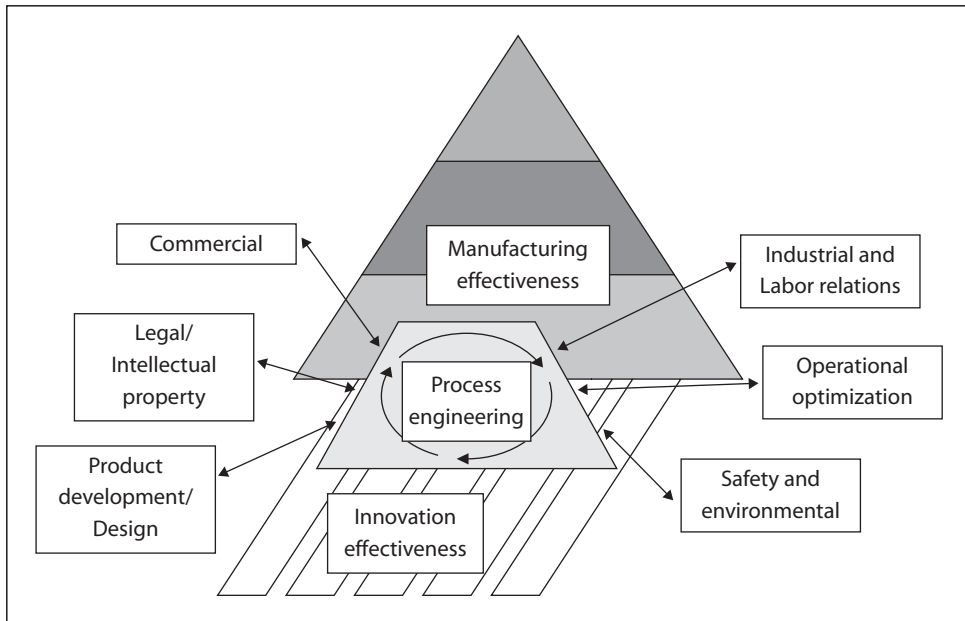 Commercial
Manufacturing
effectiveness
Industrial and
Labor relations
Legal/
Intellectual
property
Process
engineering
Operational
optimization
Product
development/
Design
Innovation
effectiveness
Safety and
environmental